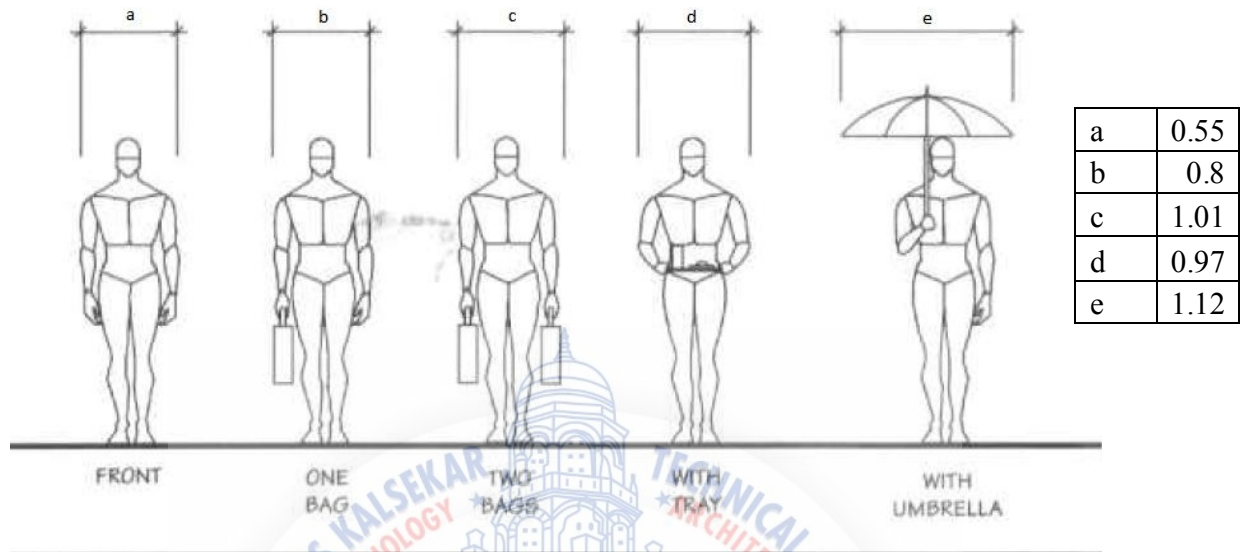 a b c d e
a 0.55
b 0.8
c 1.01
d 0.97
e 1.12
FRONT ONE TWO WITH WITH
BAG BAGS TRAY UMBRELLA
KALSEKAR TECHNICAL